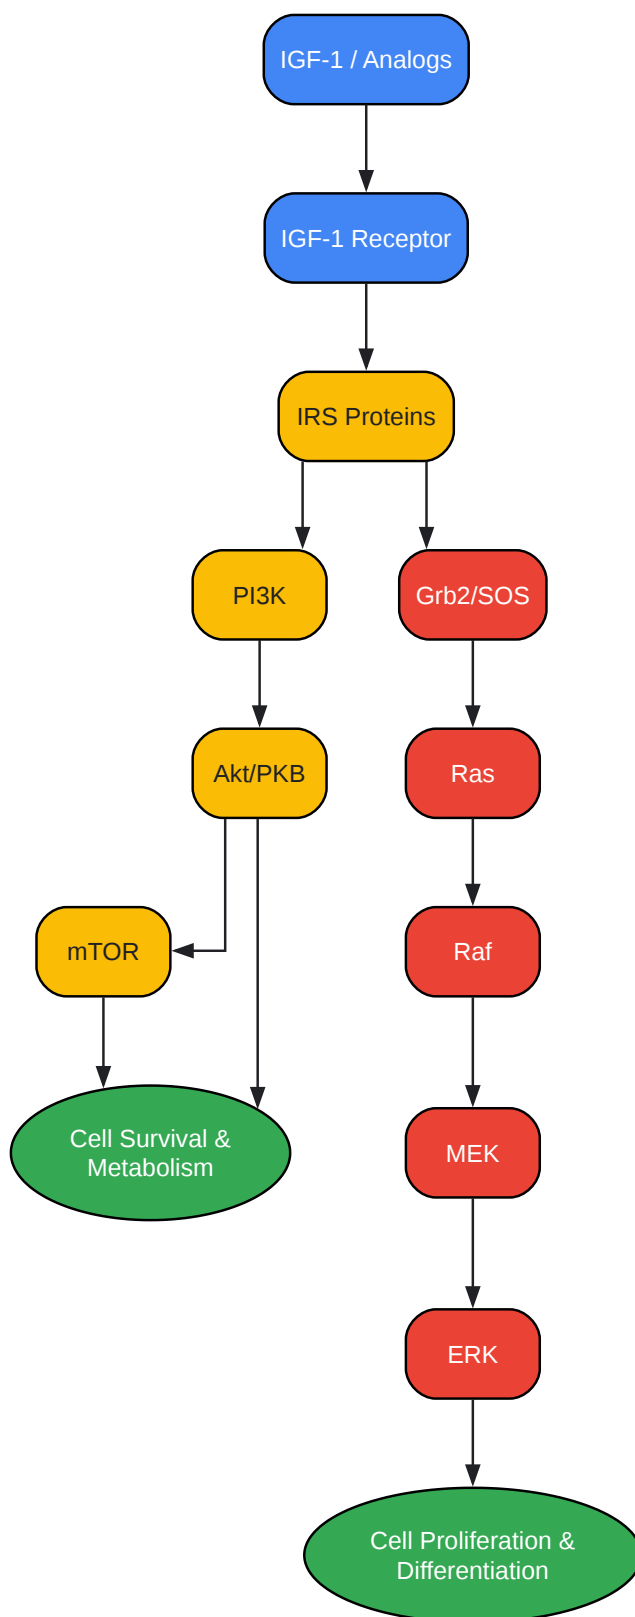 IGF-1 / Analogs
IGF-1 Receptor
IRS Proteins
PI3K
Grb2/SOS
Akt/PKB
Ras
mTOR
Raf
Cell Survival &
Metabolism
MEK
ERK
Cell Proliferation &
Differentiation